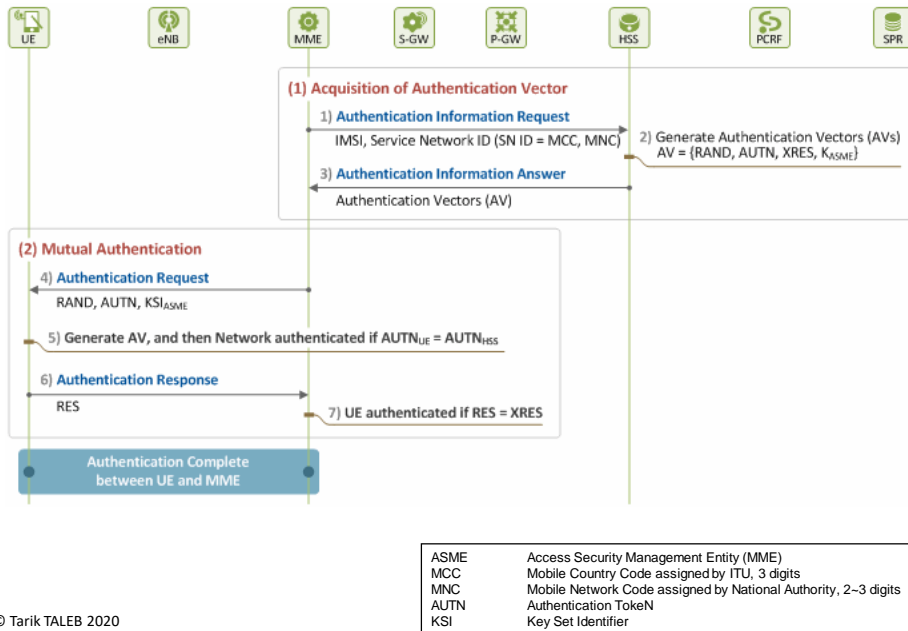 UE
eNB
MME
S-GW
P-GW
HSS
PCRF
SPR
(1) Acquisition of Authentication Vector
1) Authentication Information Request
IMSI, Service Network ID (SN ID = MCC, MNC)
2) Generate Authentication Vectors (AVs)
AV = {RAND, AUTN, XRES, KASME}
3) Authentication Information Answer
Authentication Vectors (AV)
(2) Mutual Authentication
4) Authentication Request
RAND, AUTN, KSIASME
5) Generate AV, and then Network authenticated if AUTNUE = AUTNHSS
6) Authentication Response
RES
7) UE authenticated if RES = XRES
Authentication Complete
between UE and MME
ASME Access Security Management Entity (MME)
MCC Mobile Country Code assigned by ITU, 3 digits
MNC Mobile Network Code assigned by National Authority, 2~3 digits
AUTN Authentication TokeN
KSI Key Set Identifier
© Tarik TALEB 2020